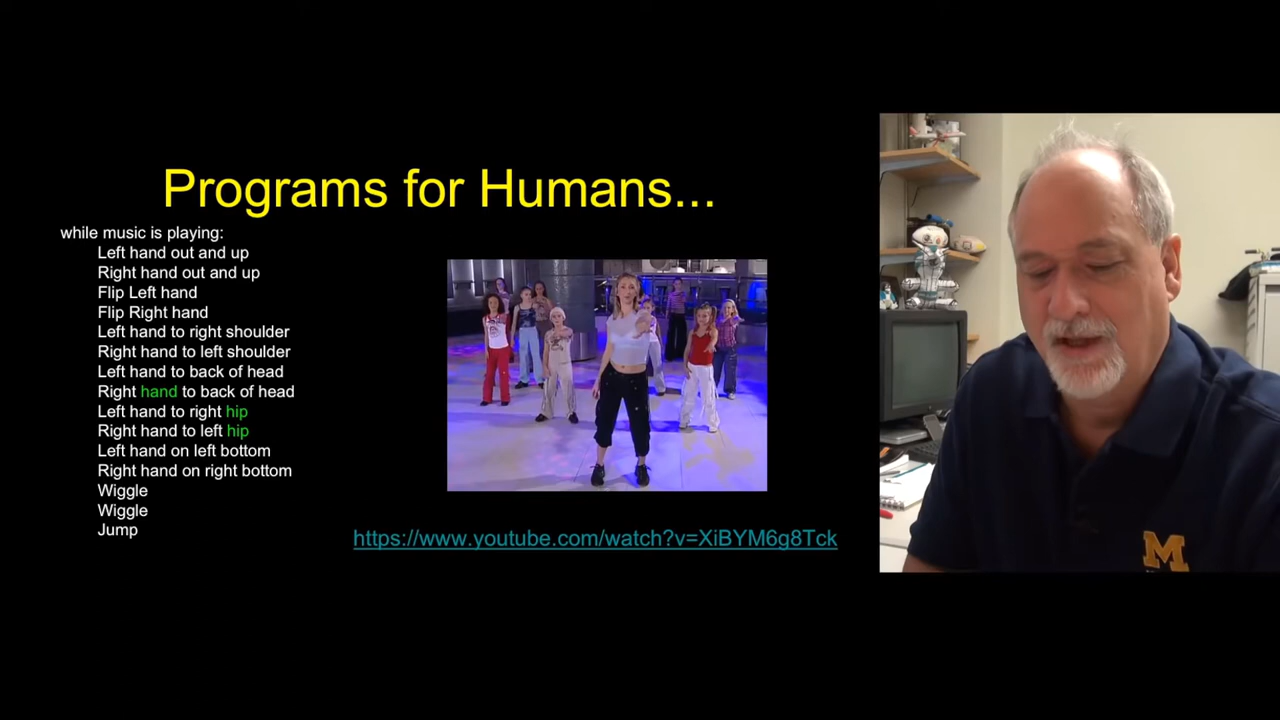 Programs for Humans...
while music is playing:
Left hand out and up
Right hand out and up
Flip Left hand
Flip Right hand
Left hand to right shoulder
Right hand to left shoulder
Left hand to back of head
Right hand to back of head
Left hand to right hip
Right hand to left hip
Left hand on left bottom
Right hand on right bottom
Wiggle
Wiggle
Jump
https://www.youtube.com/watch?v=XiBYM6g8Tck
M